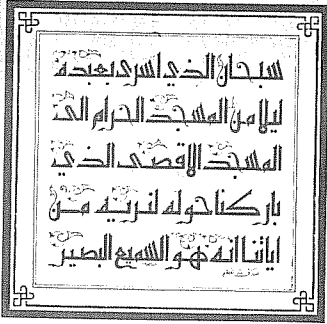 سبحان الذي اسرى بعبده
ليلا من المسجد الحرام الى
المسجد الاقصى الذي
باركنا حوله لنريه من
اياتنا انه هو السميع البصير